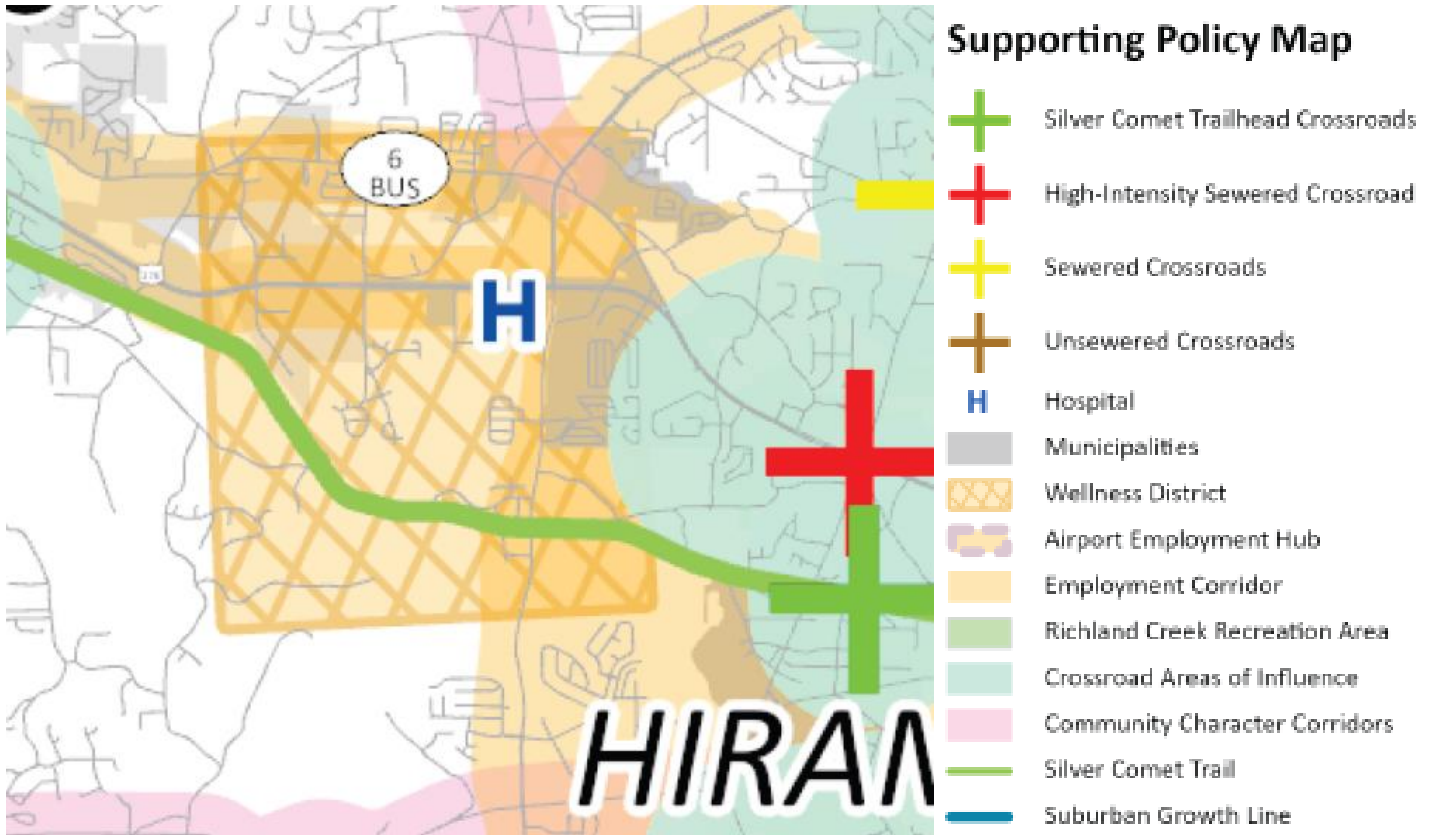 6
BUS
H
HIRAM
Supporting Policy Map
Silver Comet Trailhead Crossroads
High-Intensity Sewered Crossroad
Sewered Crossroads
Unsewered Crossroads
H
Hospital
Municipalities
Wellness District
Airport Employment Hub
Employment Corridor
Richland Creek Recreation Area
Crossroad Areas of Influence
Community Character Corridors
Silver Comet Trail
Suburban Growth Line